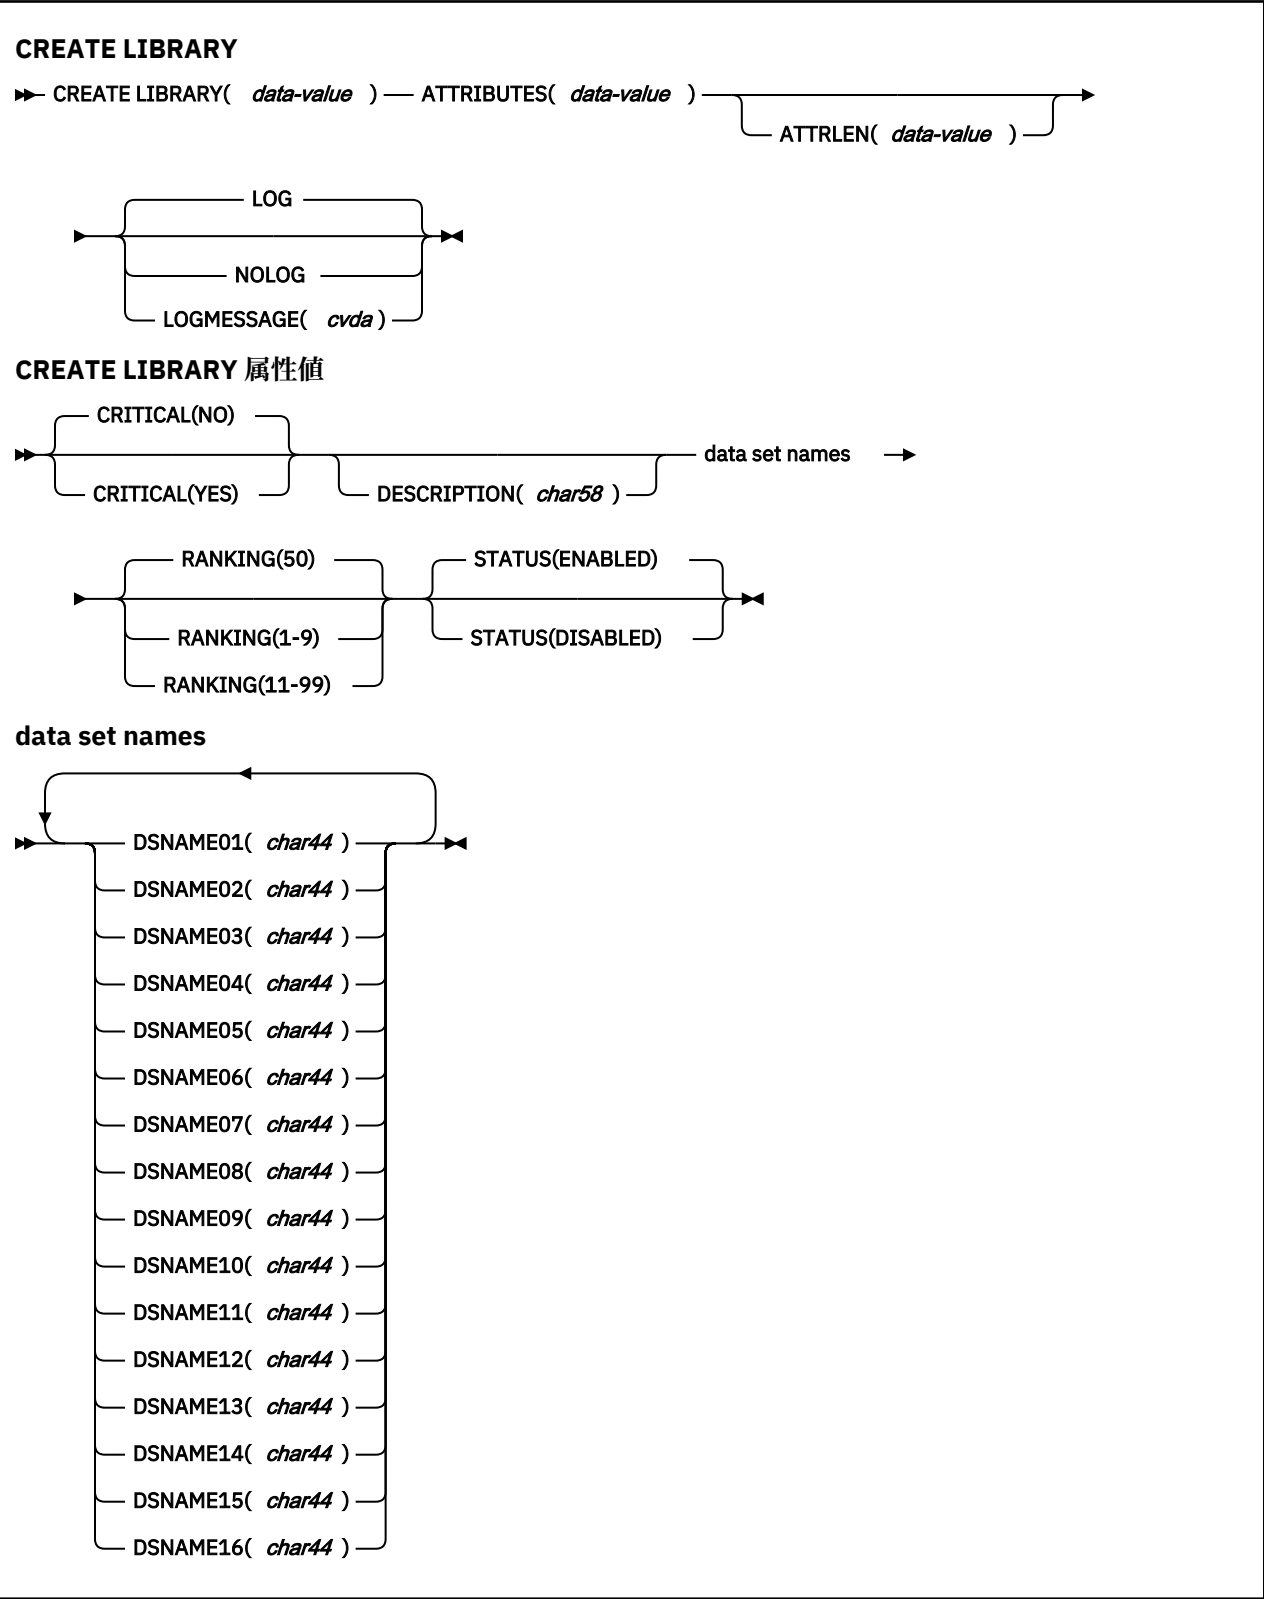 CREATE LIBRARY
CREATE LIBRARY( data-value ) ATTRIBUTES( data-value )
ATTRLEN( data-value )
LOG
NOLOG
LOGMESSAGE( cvda )
CREATE LIBRARY 属性値
CRITICAL(NO)
CRITICAL(YES)
DESCRIPTION( char58 )
data set names
RANKING(50)
RANKING(1-9)
RANKING(11-99)
STATUS(ENABLED)
STATUS(DISABLED)
data set names
DSNAME01( char44 )
DSNAME02( char44 )
DSNAME03( char44 )
DSNAME04( char44 )
DSNAME05( char44 )
DSNAME06( char44 )
DSNAME07( char44 )
DSNAME08( char44 )
DSNAME09( char44 )
DSNAME10( char44 )
DSNAME11( char44 )
DSNAME12( char44 )
DSNAME13( char44 )
DSNAME14( char44 )
DSNAME15( char44 )
DSNAME16( char44 )